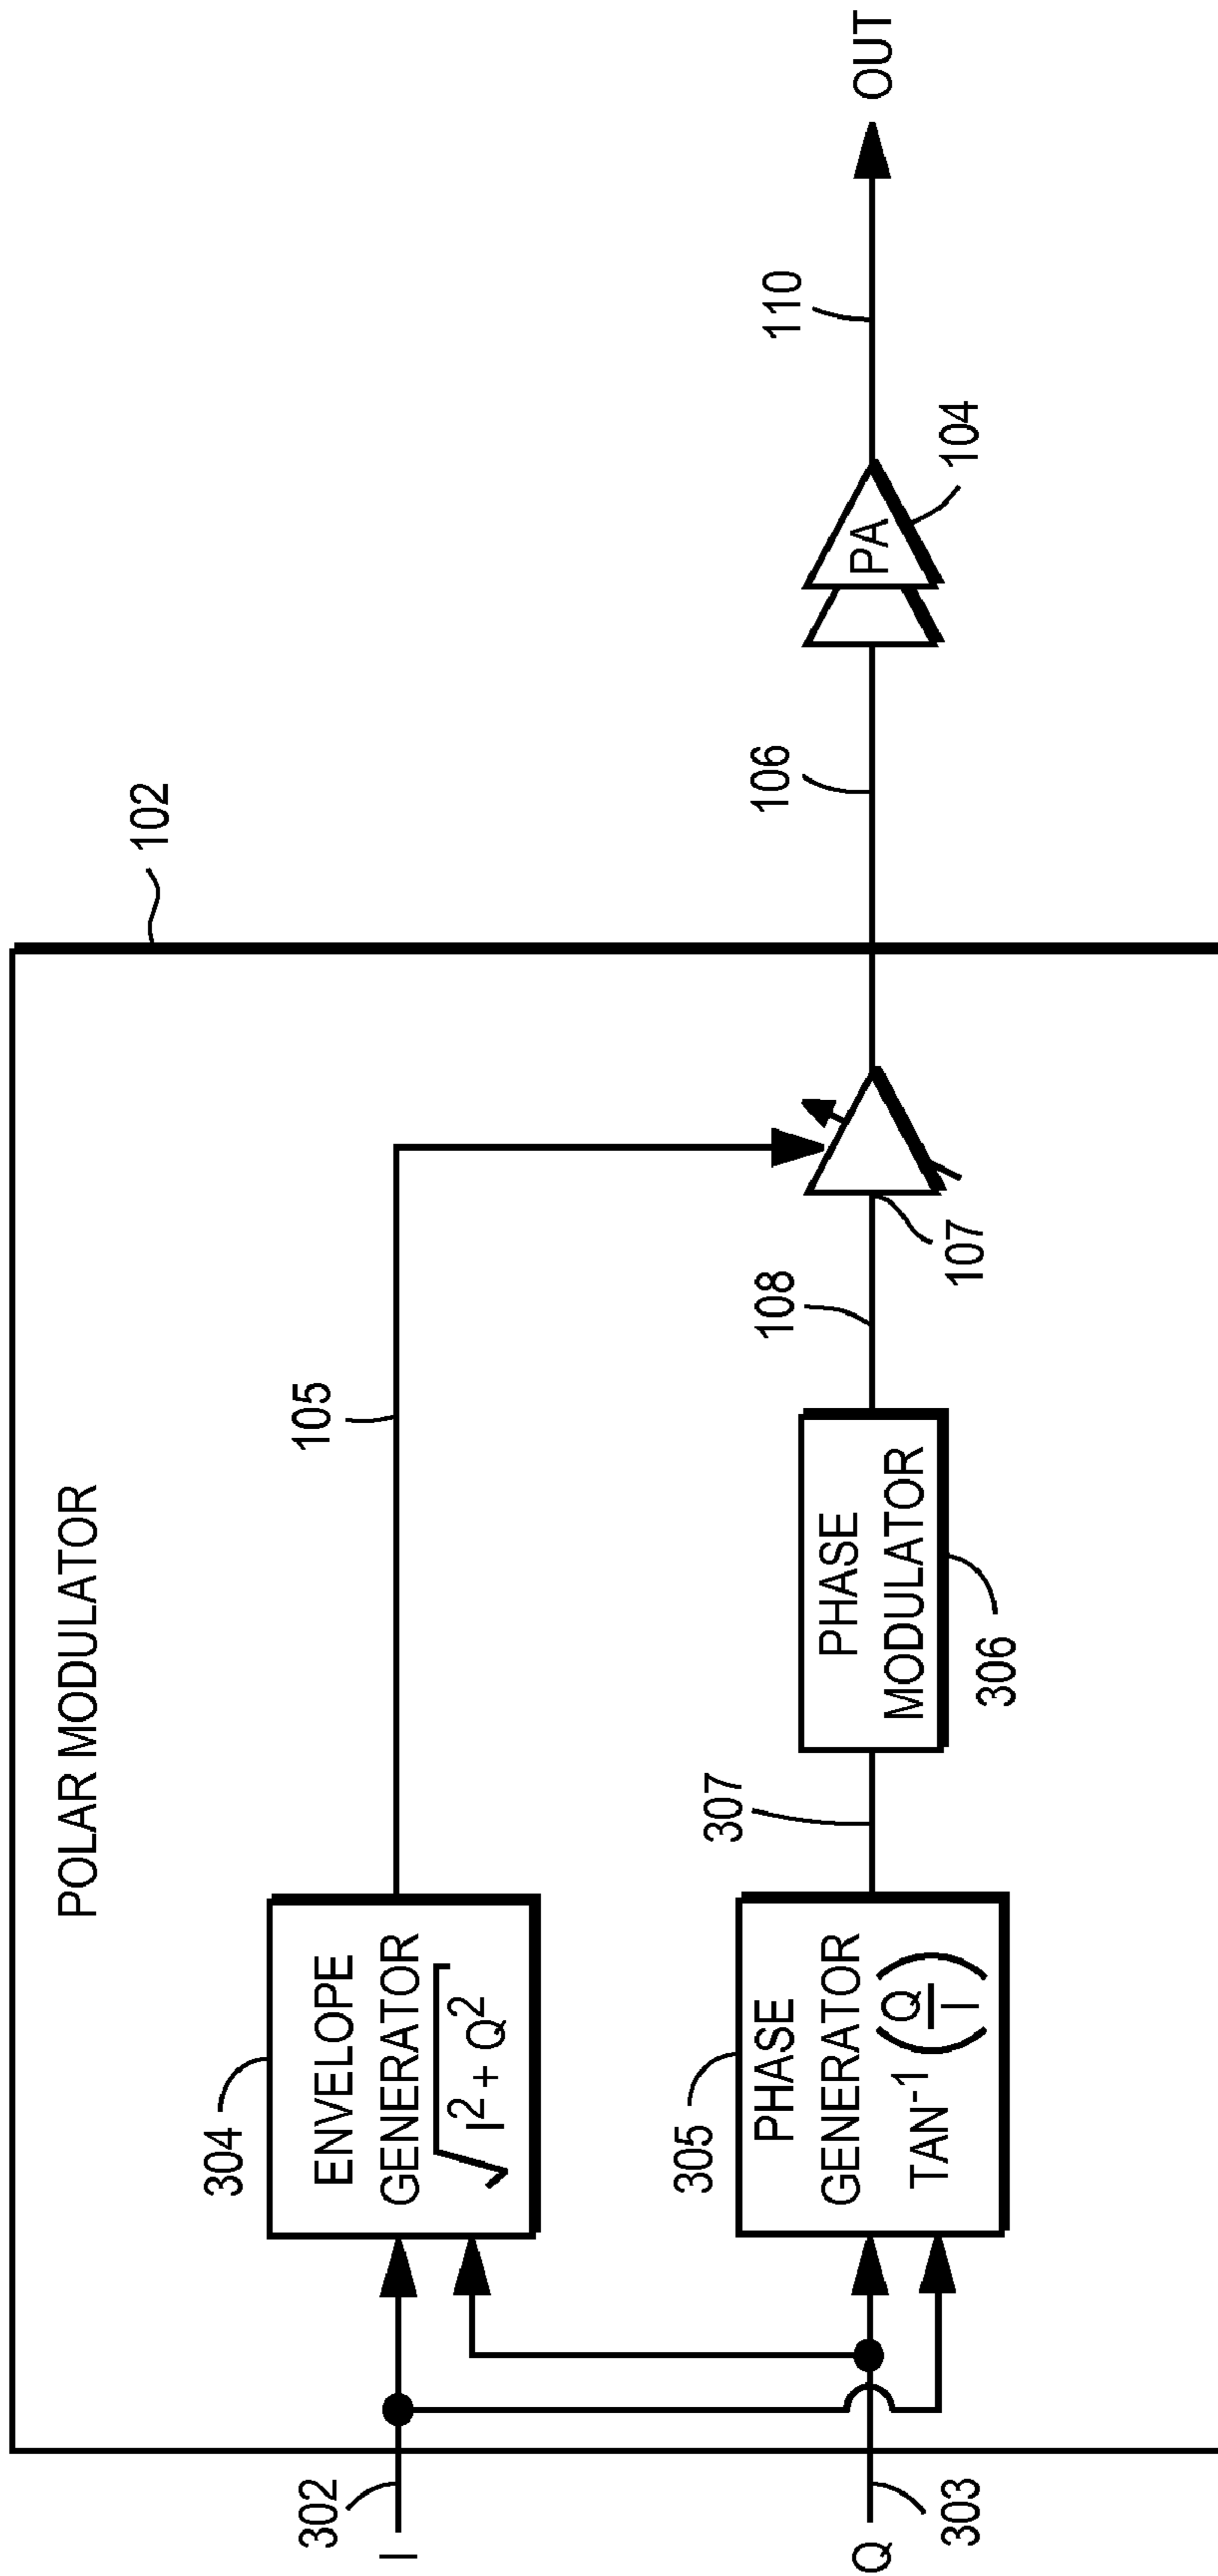 POLAR MODULATOR
102
304
ENVELOPE
GENERATOR
√I² + Q²
105
I
302
305
PHASE
GENERATOR
TAN⁻¹ (Q/I)
307
PHASE
MODULATOR
306
108
107
106
PA
104
110
OUT
Q
303